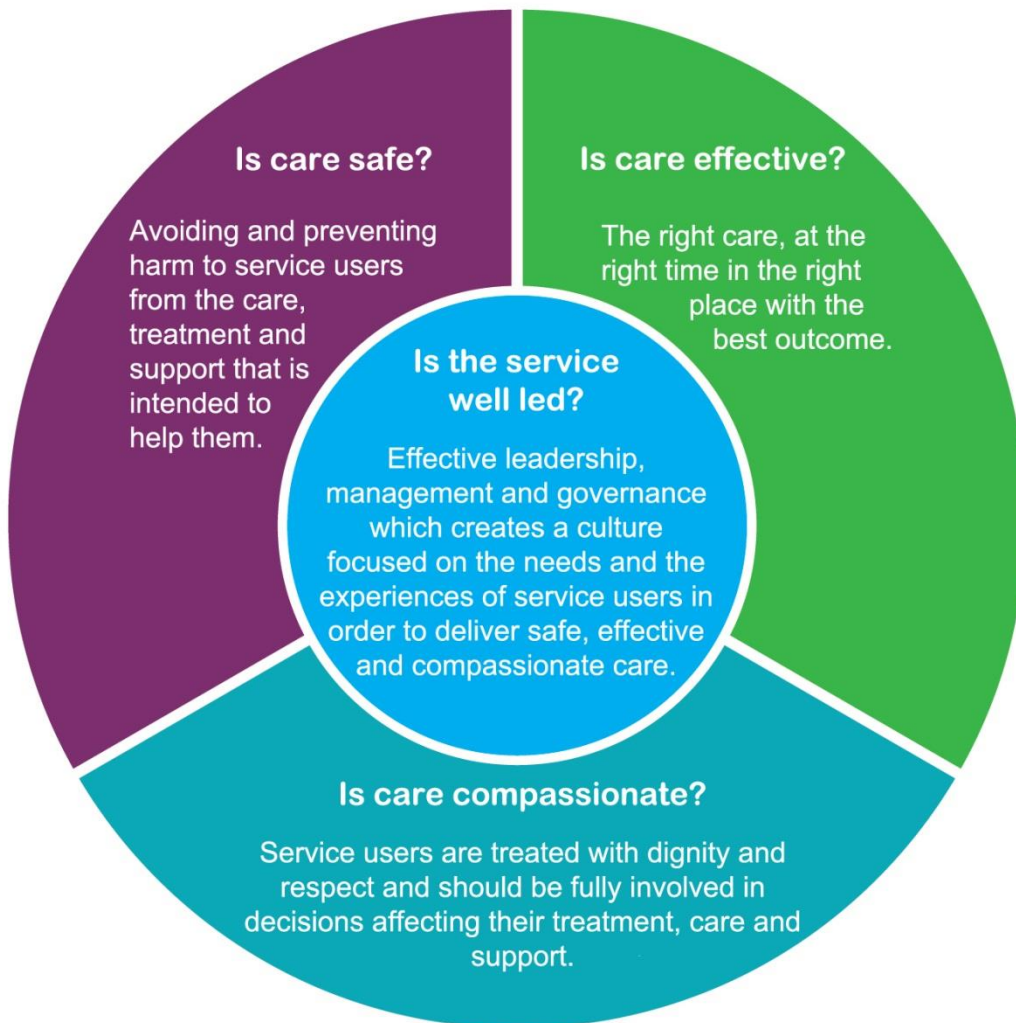 Is care safe?
Avoiding and preventing
harm to service users
from the care,
treatment and
support that is
intended to
help them.
Is care effective?
The right care, at the
right time in the right
place with the
best outcome.
Is the service
well led?
Effective leadership,
management and governance
which creates a culture
focused on the needs and the
experiences of service users in
order to deliver safe, effective
and compassionate care.
Is care compassionate?
Service users are treated with dignity and
respect and should be fully involved in
decisions affecting their treatment, care and
support.